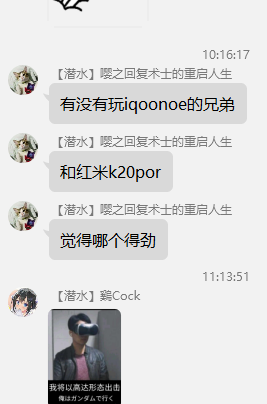 10:16:17
【潜水】嘤之回复术士的重启人生
有没有玩iqoonoe的兄弟
【潜水】嘤之回复术士的重启人生
和红米k20por
【潜水】嘤之回复术士的重启人生
觉得哪个得劲
11:13:51
【潜水】鷄Cock
我将以高达形态出击
俺はガンダムで行く